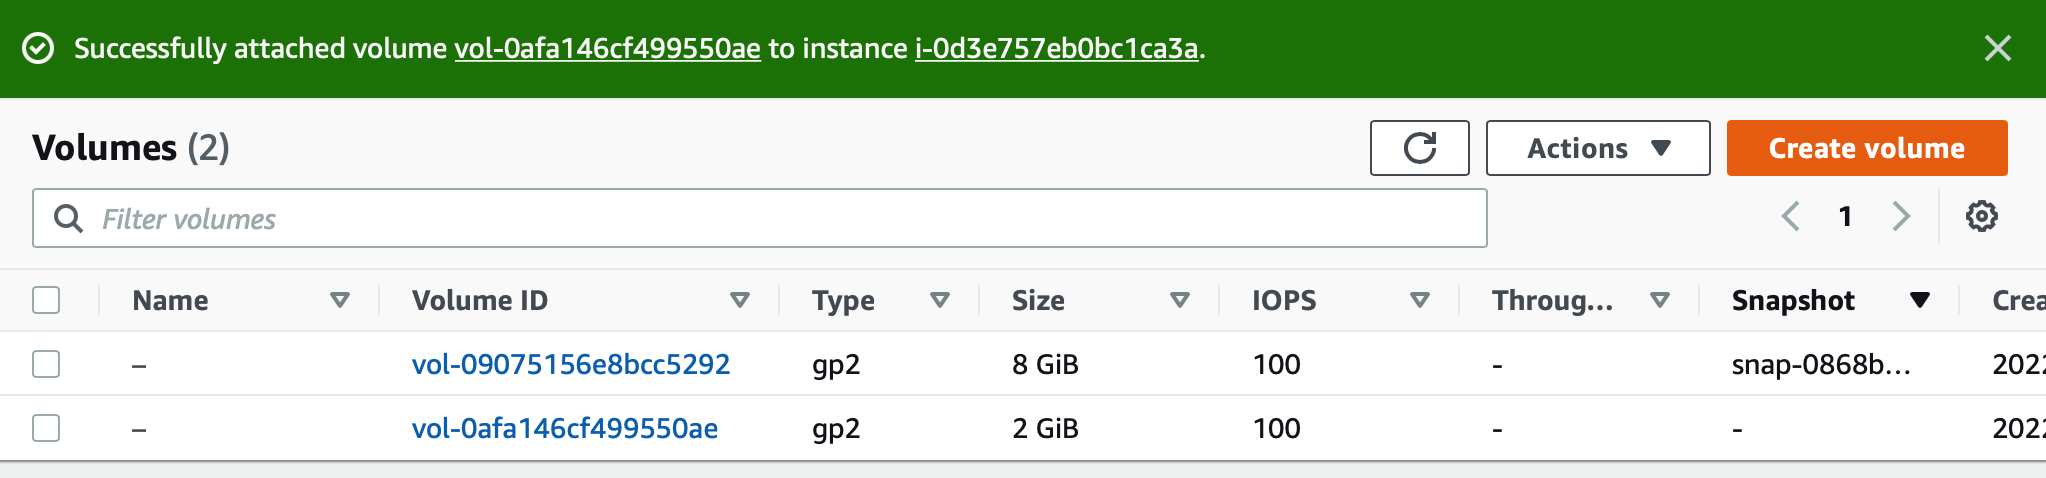 Successfully attached volume vol-0afa146cf499550ae to instance i-0d3e757eb0bc1ca3a.
Volumes (2)
Actions
Create volume
Filter volumes
1
Name Volume ID Type Size IOPS Throug... Snapshot Crea
– vol-09075156e8bcc5292 gp2 8 GiB 100 - snap-0868b... 2022
– vol-0afa146cf499550ae gp2 2 GiB 100 - - 2022